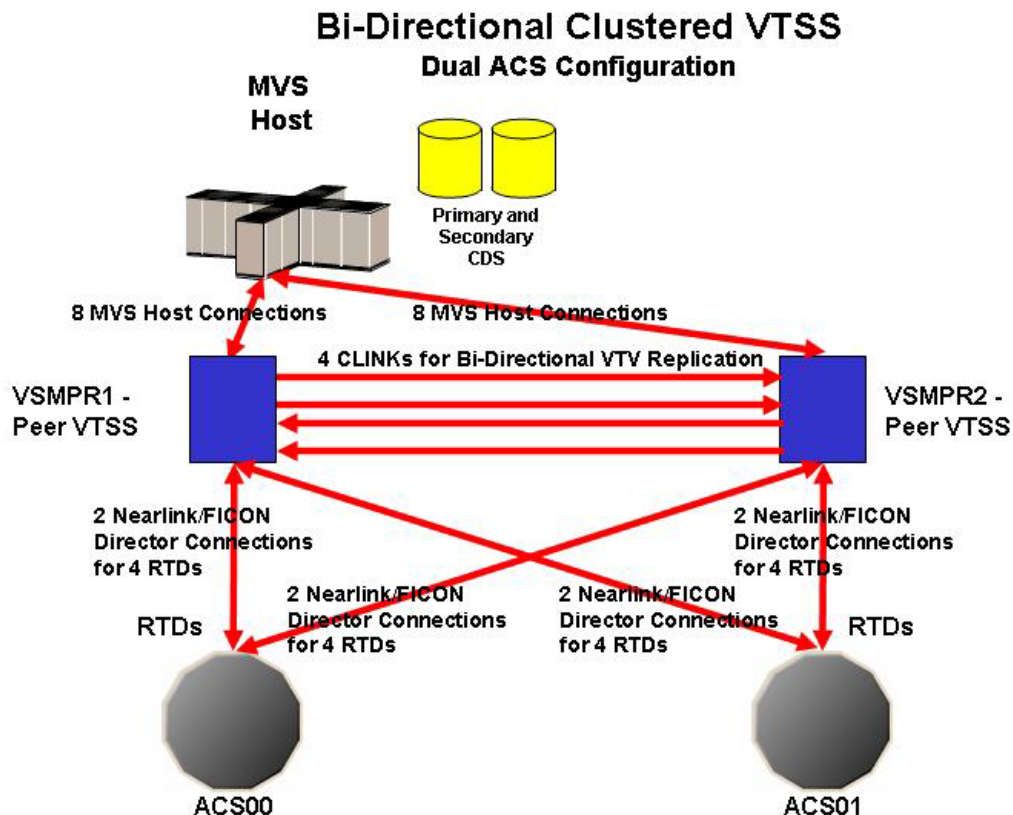 Bi-Directional Clustered VTSS
Dual ACS Configuration
MVS
Host
Primary and
Secondary
CDS
8 MVS Host Connections
8 MVS Host Connections
4 CLINKs for Bi-Directional VTV Replication
VSMPR1 -
Peer VTSS
VSMPR2 -
Peer VTSS
2 Nearlink/FICON
Director Connections
for 4 RTDs
2 Nearlink/FICON
Director Connections
for 4 RTDs
2 Nearlink/FICON
Director Connections
for 4 RTDs
2 Nearlink/FICON
Director Connections
for 4 RTDs
RTDs
RTDs
ACS00
ACS01